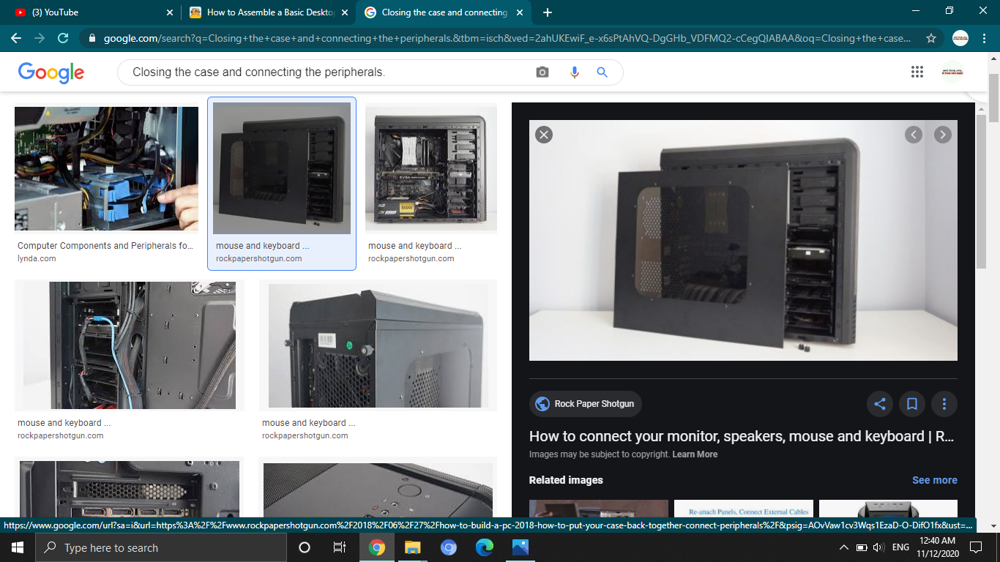 (3) YouTube
How to Assemble a Basic Deskto
Closing the case and connecting
google.com/search?q=Closing+the+case+and+connecting+the+peripherals.&tbm=isch&ved=2ahUKEwiF_e-x6sPtAhVQ-DgGHb_VDFMQ2-cCegQIABAA&oq=Closing+the+case...
Google
Closing the case and connecting the peripherals.
EVGA
850W
Computer Components and Peripherals fo...
lynda.com
mouse and keyboard ...
rockpapershotgun.com
mouse and keyboard ...
rockpapershotgun.com
mouse and keyboard ...
rockpapershotgun.com
mouse and keyboard ...
rockpapershotgun.com
Rock Paper Shotgun
How to connect your monitor, speakers, mouse and keyboard | R...
Images may be subject to copyright. Learn More
Related images
See more
Re-attach Panels, Connect External Cables
https://www.google.com/url?sa=i&url=https%3A%2F%2Fwww.rockpapershotgun.com%2F2018%2F06%2F27%2Fhow-to-build-a-pc-2018-how-to-put-your-case-back-together-connect-peripherals%2F&psig=AOvVaw1cv3Wqs1EzaD-O-DifO1fx&ust=...
Type here to search
ENG
12:40 AM
11/12/2020